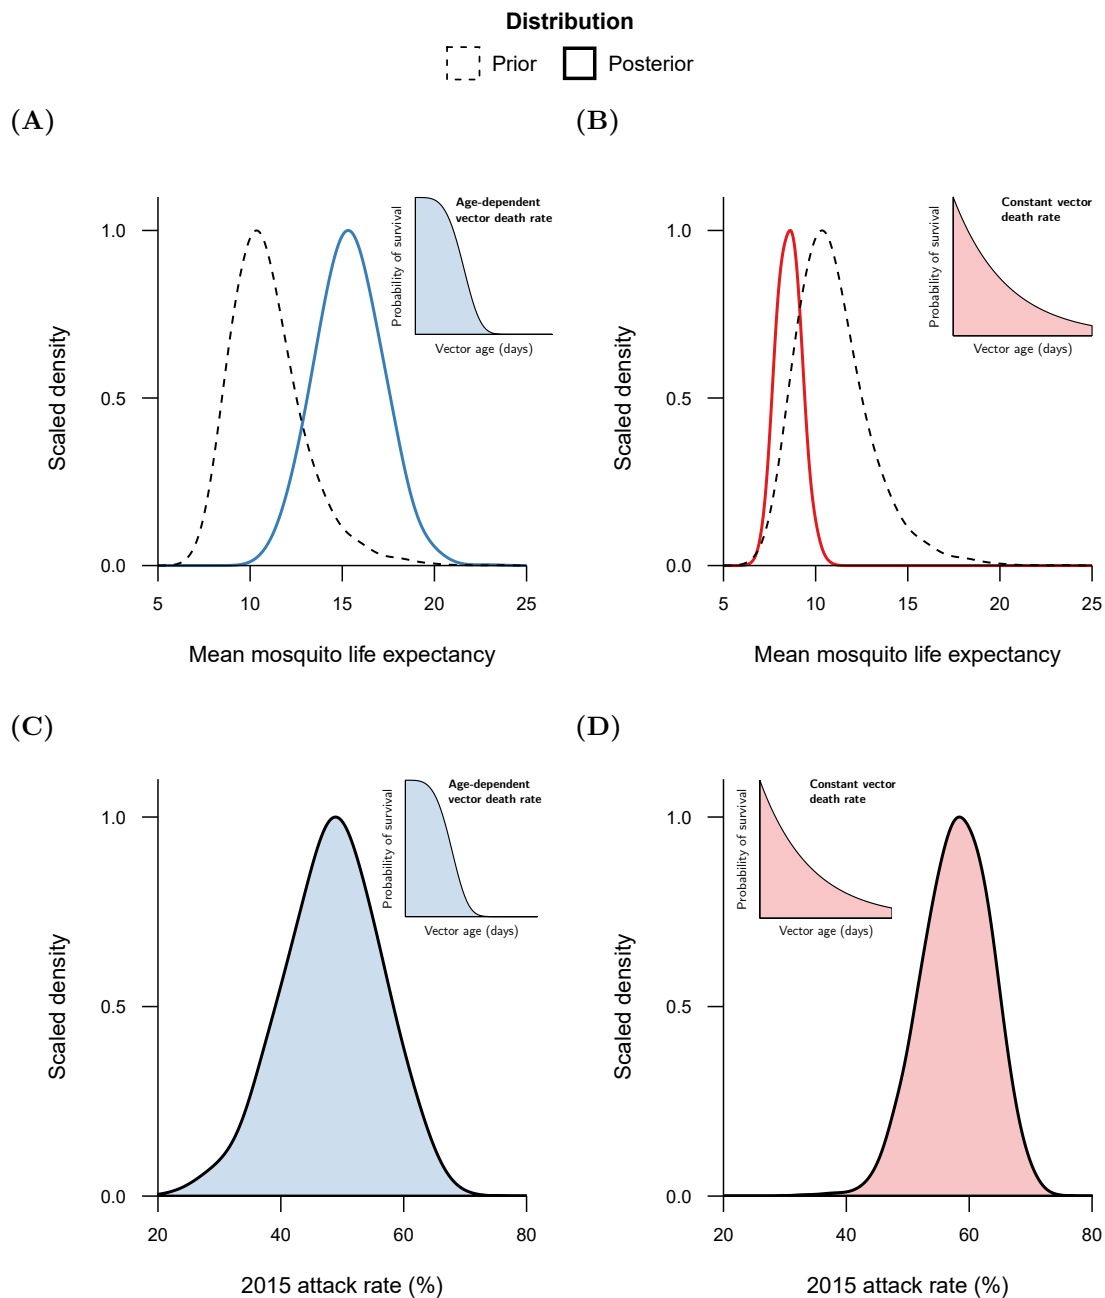 Distribution
Prior Posterior
(A)
Age-dependent
vector death rate
Probability of survival
Vector age (days)
1.0
0.5
0.0
Scaled density
5 10 15 20 25
Mean mosquito life expectancy
(B)
Constant vector
death rate
Probability of survival
Vector age (days)
1.0
0.5
0.0
Scaled density
5 10 15 20 25
Mean mosquito life expectancy
(C)
Age-dependent
vector death rate
Probability of survival
Vector age (days)
1.0
0.5
0.0
Scaled density
20 40 60 80
2015 attack rate (%)
(D)
Constant vector
death rate
Probability of survival
Vector age (days)
1.0
0.5
0.0
Scaled density
20 40 60 80
2015 attack rate (%)